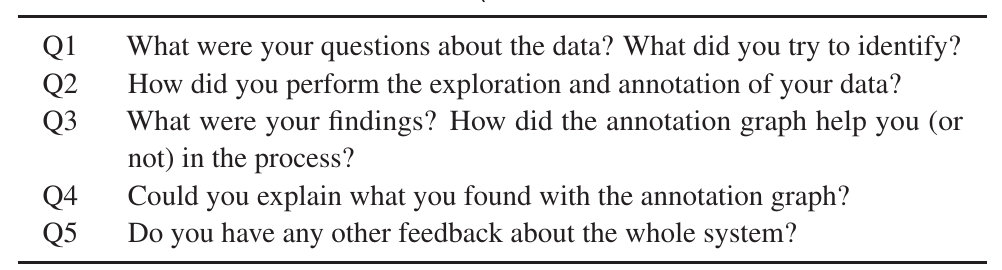 Q1 What were your questions about the data? What did you try to identify?
Q2 How did you perform the exploration and annotation of your data?
Q3 What were your findings? How did the annotation graph help you (or
not) in the process?
Q4 Could you explain what you found with the annotation graph?
Q5 Do you have any other feedback about the whole system?